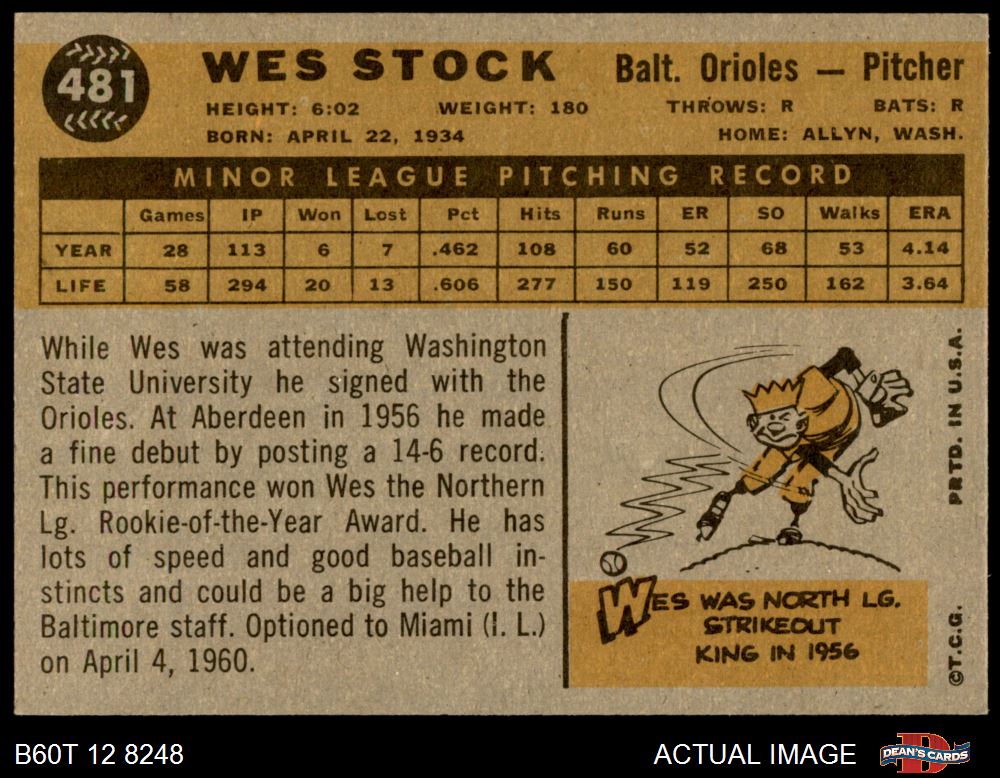 481
WES STOCK
Balt. Orioles — Pitcher
HEIGHT: 6:02 WEIGHT: 180 THROWS: R BATS: R
BORN: APRIL 22, 1934 HOME: ALLYN, WASH.
MINOR LEAGUE PITCHING RECORD
Games IP Won Lost Pct Hits Runs ER SO Walks ERA
YEAR 28 113 6 7 .462 108 60 52 68 53 4.14
LIFE 58 294 20 13 .606 277 150 119 250 162 3.64
While Wes was attending Washington
State University he signed with the
Orioles. At Aberdeen in 1956 he made
a fine debut by posting a 14-6 record.
This performance won Wes the Northern
Lg. Rookie-of-the-Year Award. He has
lots of speed and good baseball in-
stincts and could be a big help to the
Baltimore staff. Optioned to Miami (I. L.)
on April 4, 1960.
WES WAS NORTH LG.
STRIKEOUT
KING IN 1956
©T.C.G. PRTD. IN U.S.A.
B60T 12 8248 ACTUAL IMAGE
D
DEAN'S CARDS